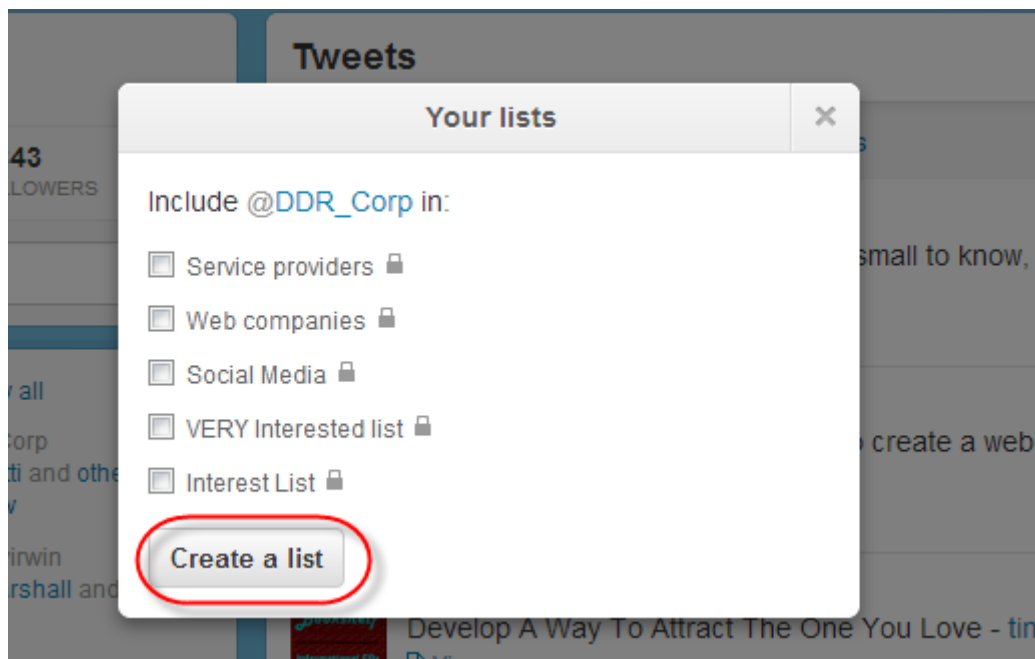 Tweets
Your lists
43
LLOWERS
Include @DDR_Corp in:
Service providers
small to know,
Web companies
Social Media
all
VERY Interested list
create a web
Corp
tti and othe
w
Interest List
Create a list
irwin
rshall and
Develop A Way To Attract The One You Love - tin